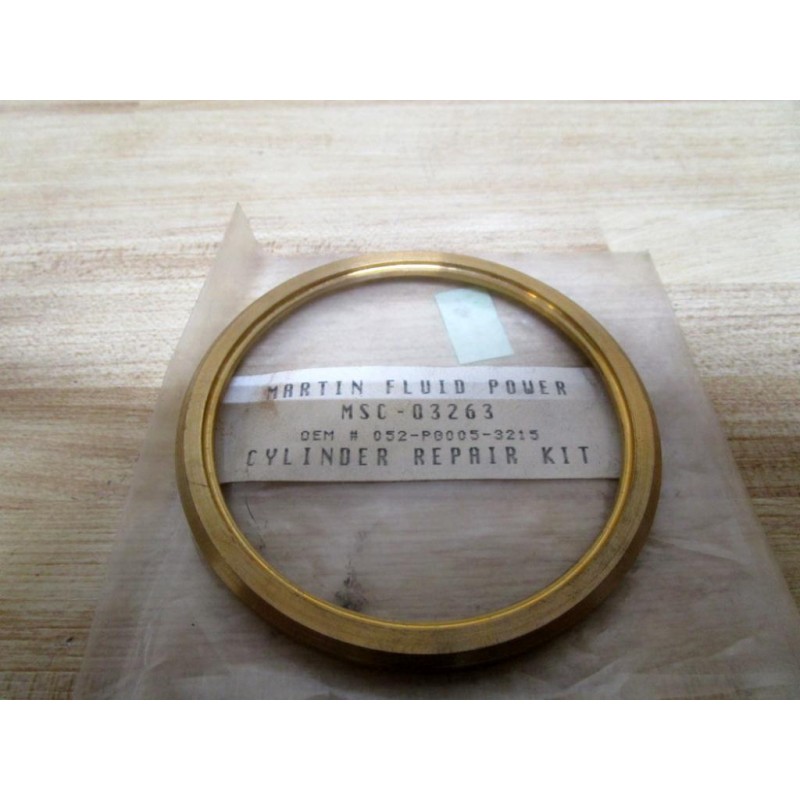 MARTIN FLUID POWER
MSC-03263
OEM # 052-P0005-3215
CYLINDER REPAIR KIT